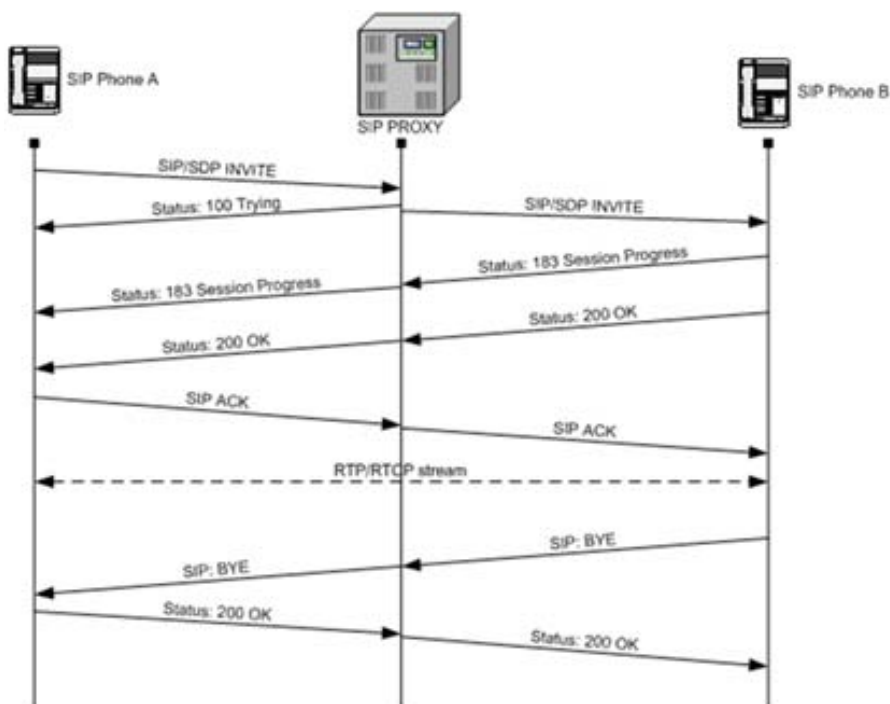 SIP Phone A
SIP PROXY
SIP Phone B
SIP/SDP INVITE
Status: 100 Trying
SIP/SDP INVITE
Status: 183 Session Progress
Status: 183 Session Progress
Status: 200 OK
Status: 200 OK
SIP ACK
SIP ACK
RTP/RTCP stream
SIP: BYE
SIP: BYE
Status: 200 OK
Status: 200 OK